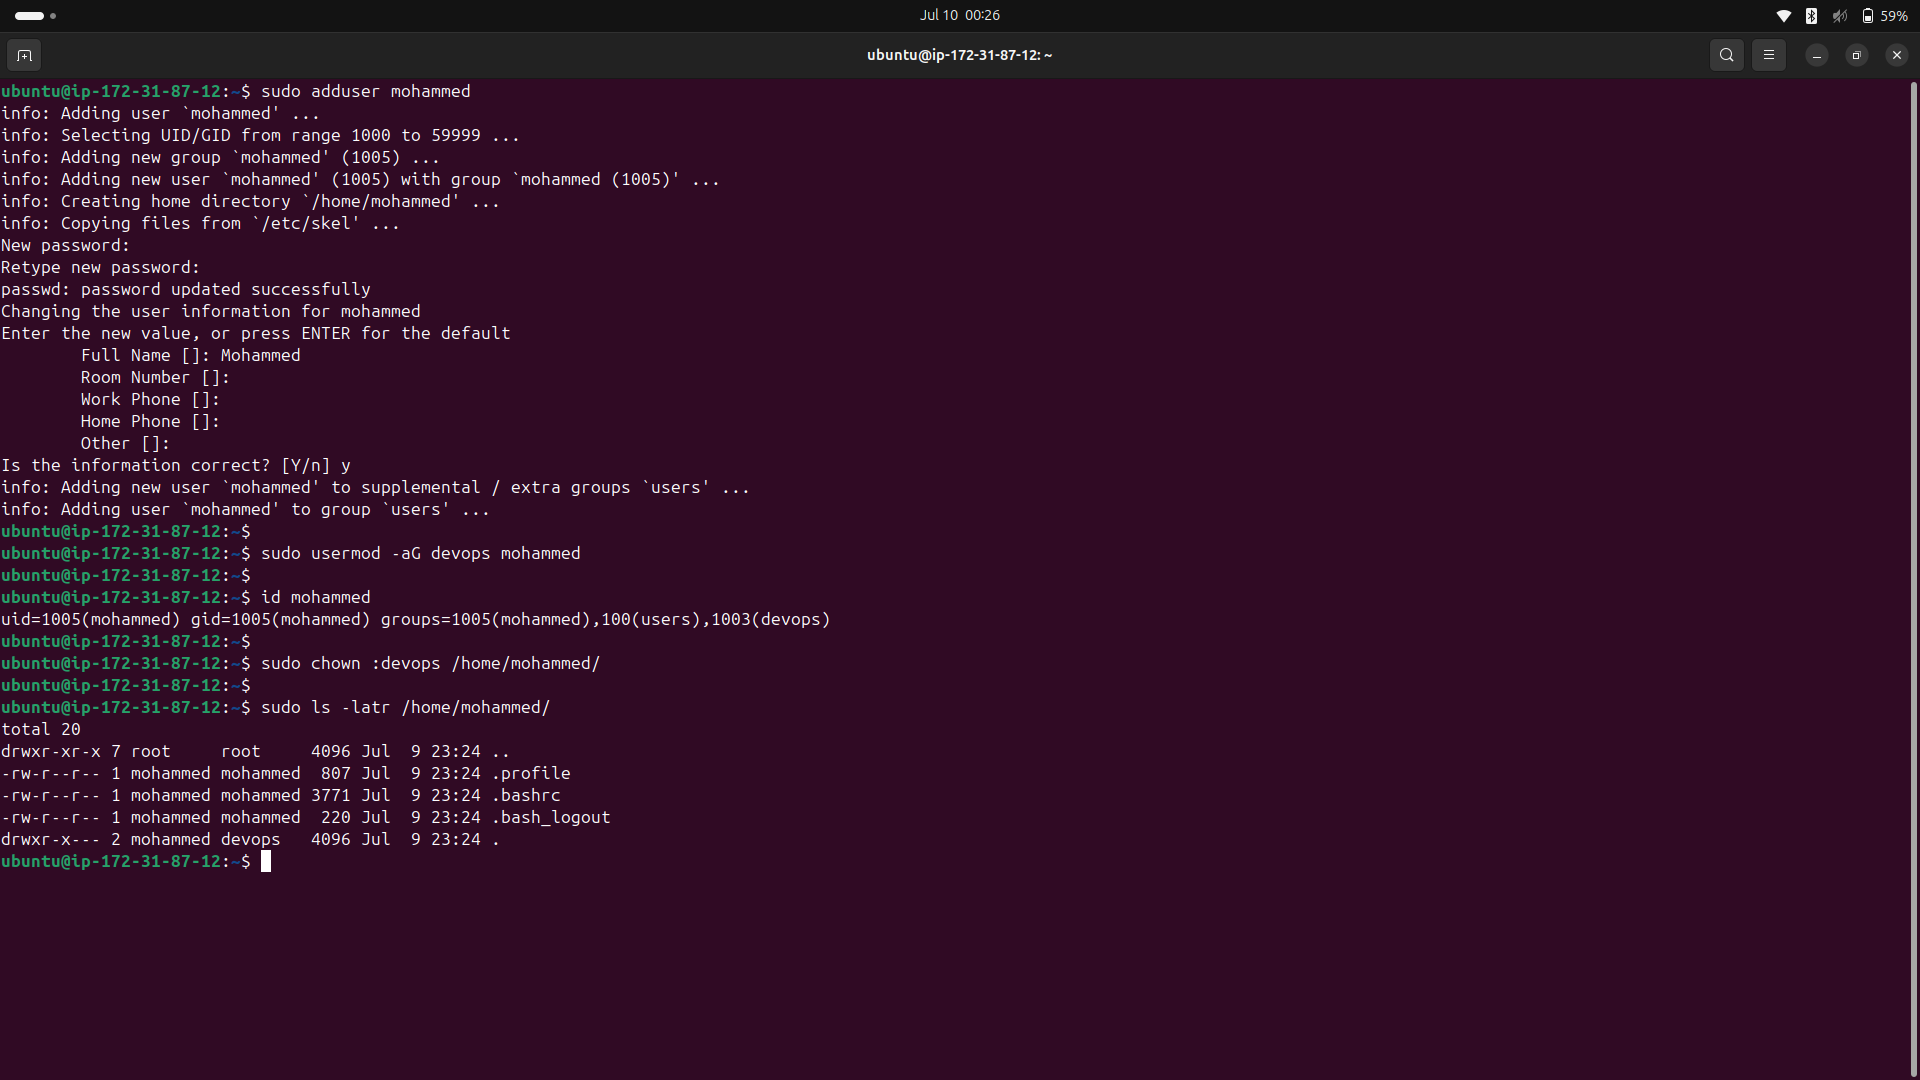 Jul 10 00:26
59%
ubuntu@ip-172-31-87-12: ~
ubuntu@ip-172-31-87-12:~$ sudo adduser mohammed
info: Adding user `mohammed' ...
info: Selecting UID/GID from range 1000 to 59999 ...
info: Adding new group `mohammed' (1005) ...
info: Adding new user `mohammed' (1005) with group `mohammed (1005)' ...
info: Creating home directory `/home/mohammed' ...
info: Copying files from `/etc/skel' ...
New password:
Retype new password:
passwd: password updated successfully
Changing the user information for mohammed
Enter the new value, or press ENTER for the default
        Full Name []: Mohammed
        Room Number []:
        Work Phone []:
        Home Phone []:
        Other []:
Is the information correct? [Y/n] y
info: Adding new user `mohammed' to supplemental / extra groups `users' ...
info: Adding user `mohammed' to group `users' ...
ubuntu@ip-172-31-87-12:~$
ubuntu@ip-172-31-87-12:~$ sudo usermod -aG devops mohammed
ubuntu@ip-172-31-87-12:~$
ubuntu@ip-172-31-87-12:~$ id mohammed
uid=1005(mohammed) gid=1005(mohammed) groups=1005(mohammed),100(users),1003(devops)
ubuntu@ip-172-31-87-12:~$
ubuntu@ip-172-31-87-12:~$ sudo chown :devops /home/mohammed/
ubuntu@ip-172-31-87-12:~$
ubuntu@ip-172-31-87-12:~$ sudo ls -latr /home/mohammed/
total 20
drwxr-xr-x 7 root     root     4096 Jul  9 23:24 ..
-rw-r--r-- 1 mohammed mohammed  807 Jul  9 23:24 .profile
-rw-r--r-- 1 mohammed mohammed 3771 Jul  9 23:24 .bashrc
-rw-r--r-- 1 mohammed mohammed  220 Jul  9 23:24 .bash_logout
drwxr-x--- 2 mohammed devops   4096 Jul  9 23:24 .
ubuntu@ip-172-31-87-12:~$